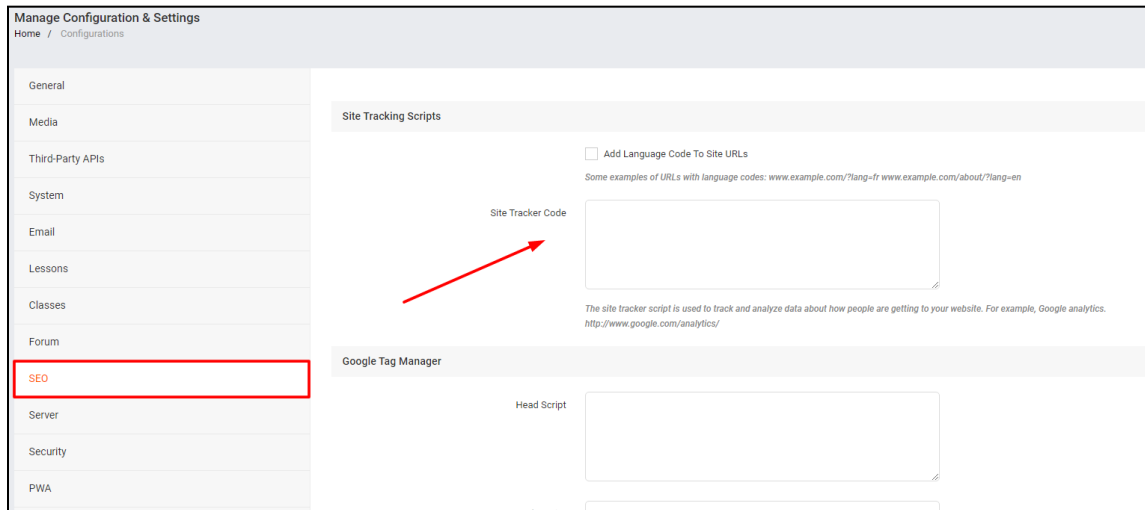 Manage Configuration & Settings
Home / Configurations
General
Media
Third-Party APIs
System
Email
Lessons
Classes
Forum
SEO
Server
Security
PWA
Site Tracking Scripts
Add Language Code To Site URLs
Some examples of URLs with language codes: www.example.com/?lang=fr www.example.com/about/?lang=en
Site Tracker Code
The site tracker script is used to track and analyze data about how people are getting to your website. For example, Google analytics.
http://www.google.com/analytics/
Google Tag Manager
Head Script